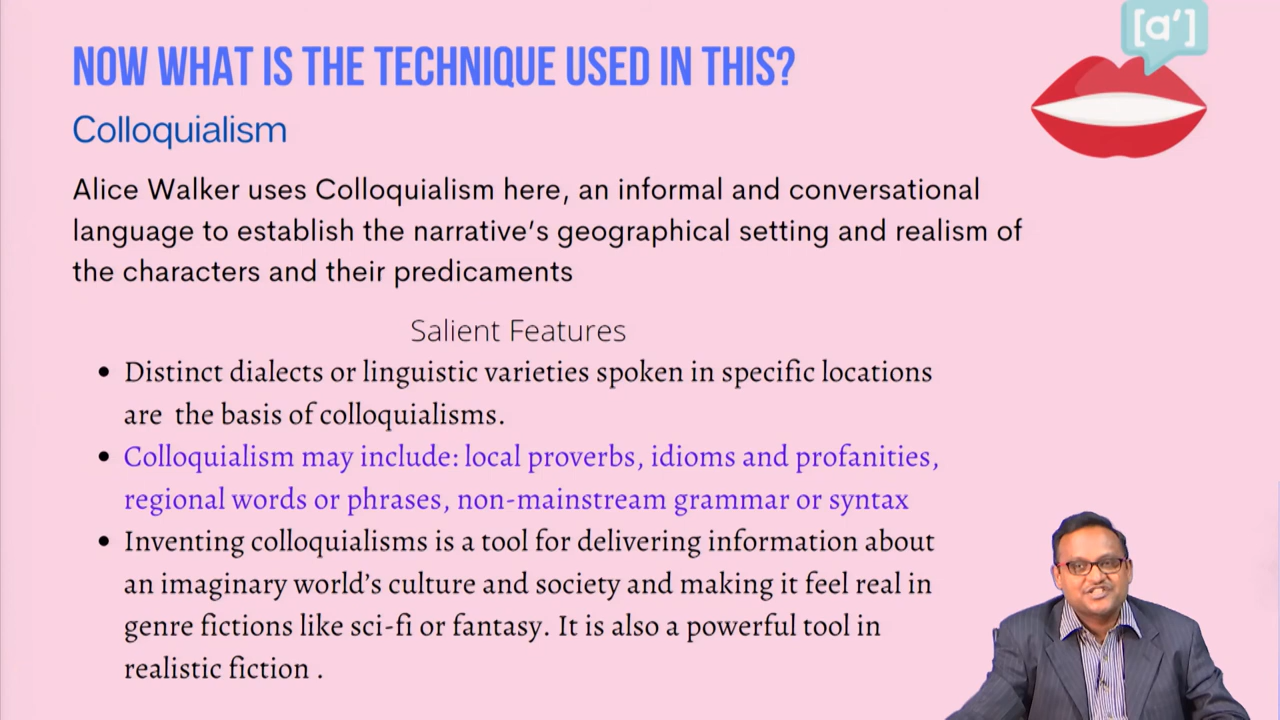 [a']
NOW WHAT IS THE TECHNIQUE USED IN THIS?
Colloquialism
Alice Walker uses Colloquialism here, an informal and conversational
language to establish the narrative’s geographical setting and realism of
the characters and their predicaments
Salient Features
• Distinct dialects or linguistic varieties spoken in specific locations
are the basis of colloquialisms.
• Colloquialism may include: local proverbs, idioms and profanities,
regional words or phrases, non-mainstream grammar or syntax
• Inventing colloquialisms is a tool for delivering information about
an imaginary world’s culture and society and making it feel real in
genre fictions like sci-fi or fantasy. It is also a powerful tool in
realistic fiction .